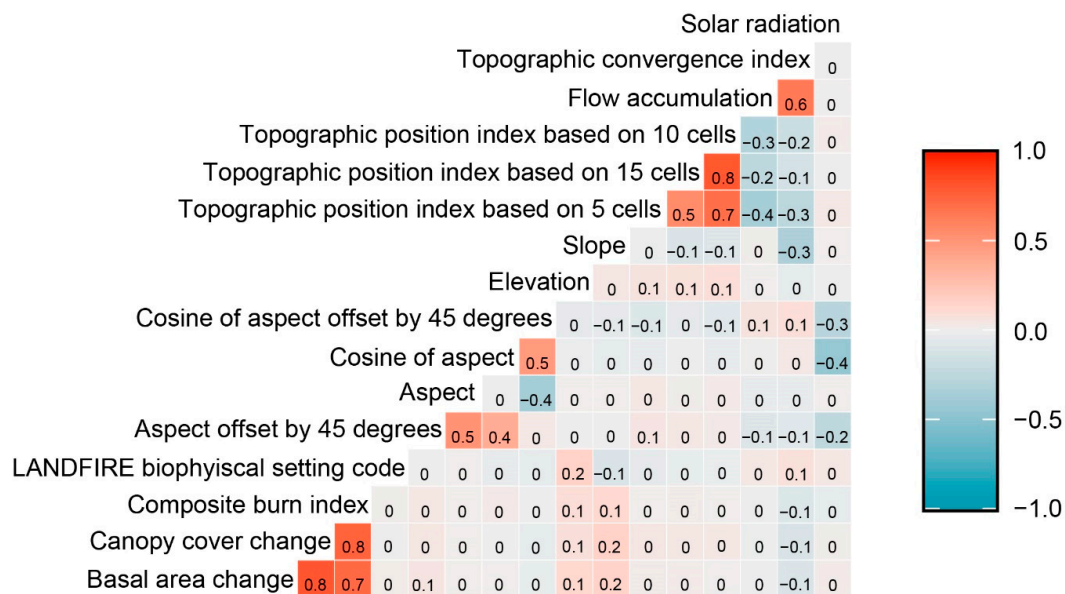 Solar radiation
Topographic convergence index 0
Flow accumulation 0.6 0
Topographic position index based on 10 cells −0.3 −0.2 0
Topographic position index based on 15 cells 0.8 −0.2 −0.1 0
Topographic position index based on 5 cells 0.5 0.7 −0.4 −0.3 0
Slope 0 −0.1 −0.1 0 −0.3 0
Elevation 0 0.1 0.1 0.1 0 0 0
Cosine of aspect offset by 45 degrees 0 −0.1 −0.1 0 −0.1 0.1 0.1 −0.3
Cosine of aspect 0.5 0 0 0 0 0 0 0 −0.4
Aspect 0 −0.4 0 0 0 0 0 0 0 0
Aspect offset by 45 degrees 0.5 0.4 0 0 0 0.1 0 0 −0.1 −0.1 −0.2
LANDFIRE biophyiscal setting code 0 0 0 0 0.2 −0.1 0 0 0 0 0.1 0
Composite burn index 0 0 0 0 0 0.1 0.1 0 0 0 0 −0.1 0
Canopy cover change 0.8 0 0 0 0 0 0.1 0.2 0 0 0 0 −0.1 0
Basal area change 0.8 0.7 0 0.1 0 0 0 0.1 0.2 0 0 0 0 −0.1 0
1.0
0.5
0.0
−0.5
−1.0